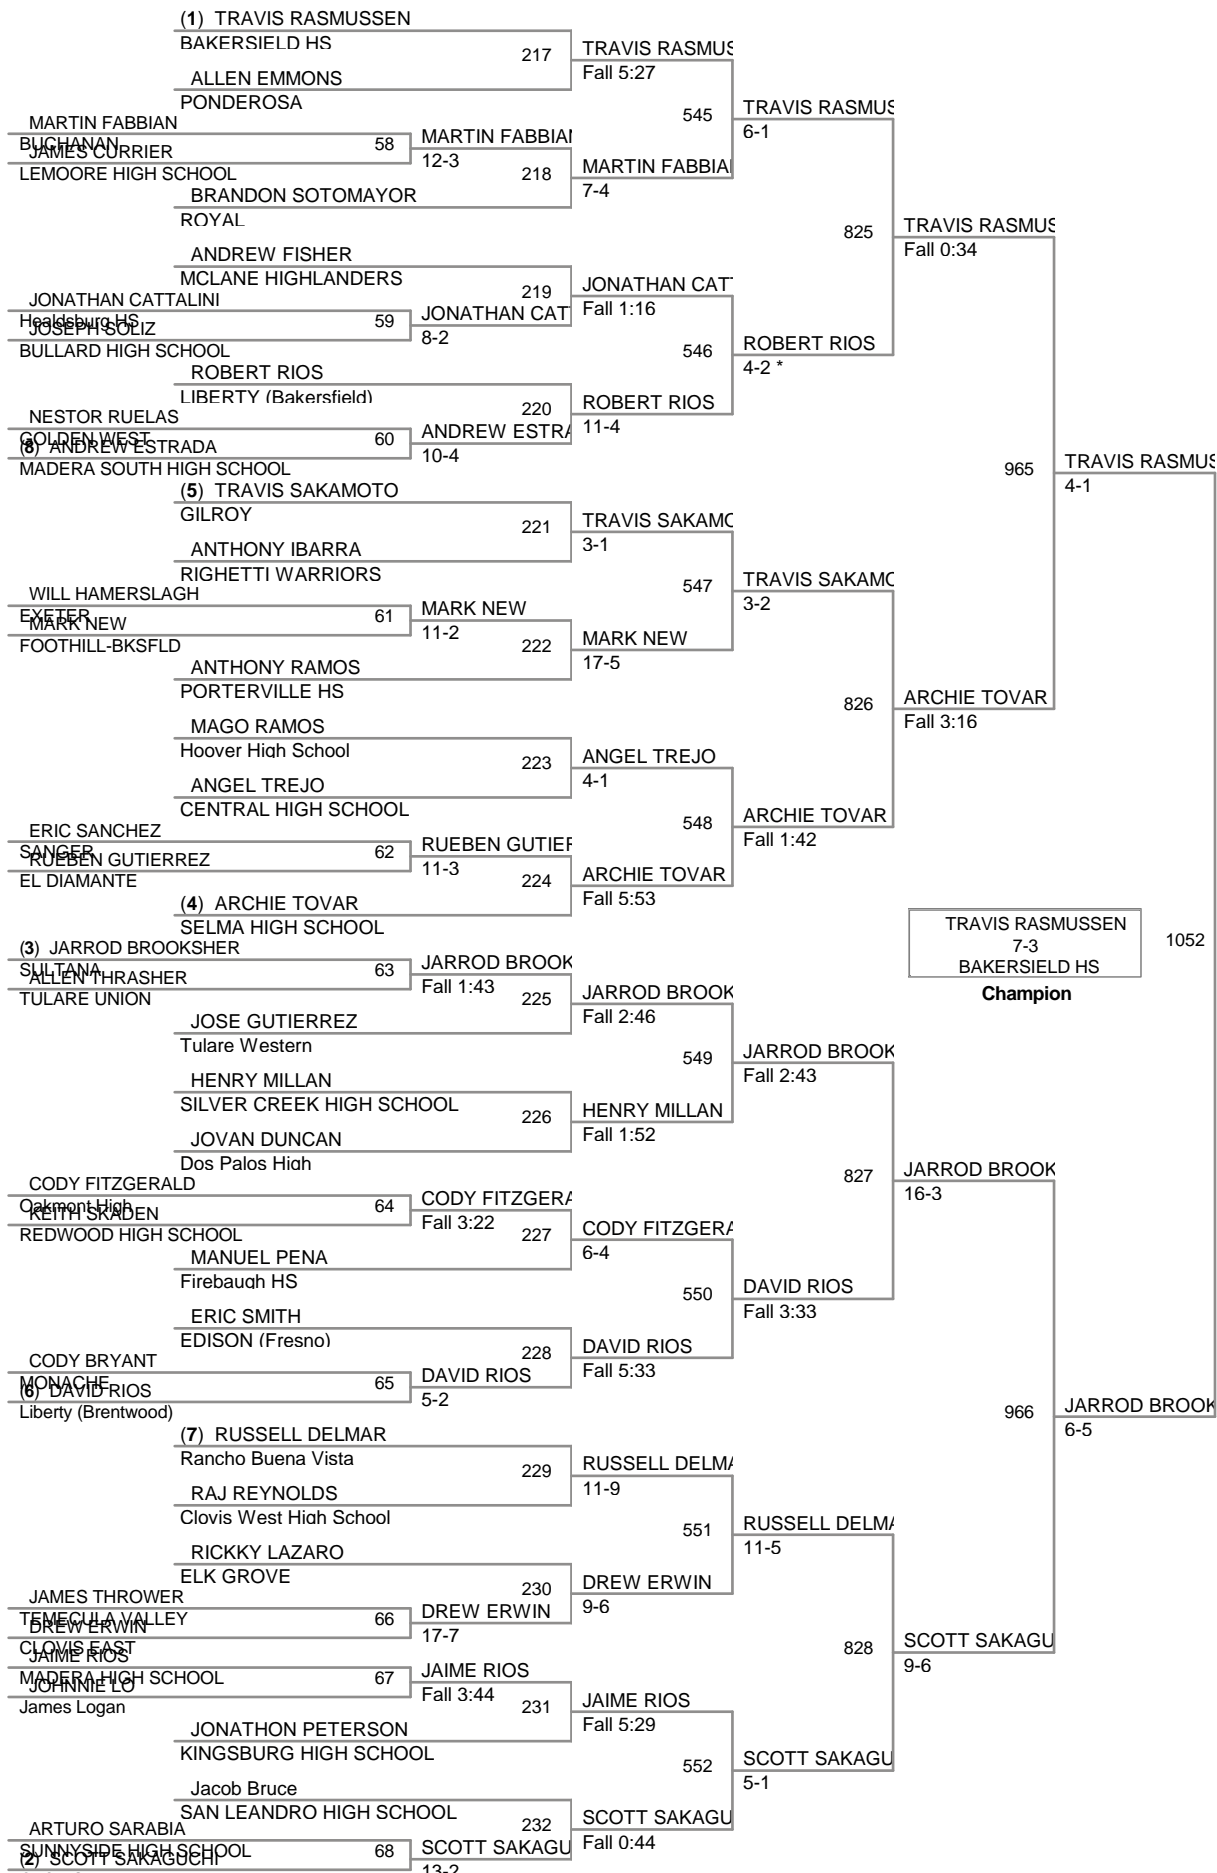 (1) TRAVIS RASMUSSEN
BAKERSIELD HS
217
TRAVIS RASMUS
Fall 5:27
ALLEN EMMONS
PONDEROSA
545
TRAVIS RASMUS
6-1
MARTIN FABBIAN
BUCHANAN
58
JAMES CURRIER
LEMOORE HIGH SCHOOL
MARTIN FABBIAN
12-3
218
MARTIN FABBIA
7-4
BRANDON SOTOMAYOR
ROYAL
825
TRAVIS RASMUS
Fall 0:34
ANDREW FISHER
MCLANE HIGHLANDERS
219
JONATHAN CAT
Fall 1:16
JONATHAN CATTALINI
Healdsburg HS
59
JOSEPH SOLIZ
BULLARD HIGH SCHOOL
JONATHAN CAT
8-2
546
ROBERT RIOS
4-2 *
ROBERT RIOS
LIBERTY (Bakersfield)
220
ROBERT RIOS
11-4
NESTOR RUELAS
GOLDEN WEST
60
(8) ANDREW ESTRADA
MADERA SOUTH HIGH SCHOOL
ANDREW ESTRA
10-4
965
TRAVIS RASMUS
4-1
(5) TRAVIS SAKAMOTO
GILROY
221
TRAVIS SAKAMO
3-1
ANTHONY IBARRA
RIGHETTI WARRIORS
547
TRAVIS SAKAMO
3-2
WILL HAMERSLAGH
EXETER
61
MARK NEW
FOOTHILL-BKSFLD
MARK NEW
11-2
222
MARK NEW
17-5
ANTHONY RAMOS
PORTERVILLE HS
826
ARCHIE TOVAR
Fall 3:16
MAGO RAMOS
Hoover High School
223
ANGEL TREJO
4-1
ANGEL TREJO
CENTRAL HIGH SCHOOL
548
ARCHIE TOVAR
Fall 1:42
ERIC SANCHEZ
SANGER
62
RUEBEN GUTIERREZ
EL DIAMANTE
RUEBEN GUTIER
11-3
224
ARCHIE TOVAR
Fall 5:53
(4) ARCHIE TOVAR
SELMA HIGH SCHOOL
TRAVIS RASMUSSEN
7-3
BAKERSIELD HS
Champion
1052
(3) JARROD BROOKSHER
SULTANA
63
ALLEN THRASHER
TULARE UNION
JARROD BROOK
Fall 1:43
225
JARROD BROOK
Fall 2:46
JOSE GUTIERREZ
Tulare Western
549
JARROD BROOK
Fall 2:43
HENRY MILLAN
SILVER CREEK HIGH SCHOOL
226
HENRY MILLAN
Fall 1:52
JOVAN DUNCAN
Dos Palos High
827
JARROD BROOK
16-3
CODY FITZGERALD
Oakmont High
64
KEITH SKADEN
REDWOOD HIGH SCHOOL
CODY FITZGERA
Fall 3:22
227
CODY FITZGERA
6-4
MANUEL PENA
Firebaugh HS
550
DAVID RIOS
Fall 3:33
ERIC SMITH
EDISON (Fresno)
228
DAVID RIOS
Fall 5:33
CODY BRYANT
MONACHE
65
(6) DAVID RIOS
Liberty (Brentwood)
DAVID RIOS
5-2
966
JARROD BROOK
6-5
(7) RUSSELL DELMAR
Rancho Buena Vista
229
RUSSELL DELMA
11-9
RAJ REYNOLDS
Clovis West High School
551
RUSSELL DELMA
11-5
RICKKY LAZARO
ELK GROVE
230
DREW ERWIN
9-6
JAMES THROWER
TEMECULA VALLEY
66
DREW ERWIN
CLOVIS EAST
DREW ERWIN
17-7
828
SCOTT SAKAGU
9-6
JAIME RIOS
MADERA HIGH SCHOOL
67
JOHNNIE LO
James Logan
JAIME RIOS
Fall 3:44
231
JAIME RIOS
Fall 5:29
JONATHON PETERSON
KINGSBURG HIGH SCHOOL
552
SCOTT SAKAGU
5-1
Jacob Bruce
SAN LEANDRO HIGH SCHOOL
232
SCOTT SAKAGU
Fall 0:44
ARTURO SARABIA
SUNNYSIDE HIGH SCHOOL
68
(2) SCOTT SAKAGUCHI
SCOTT SAKAGU
13-2